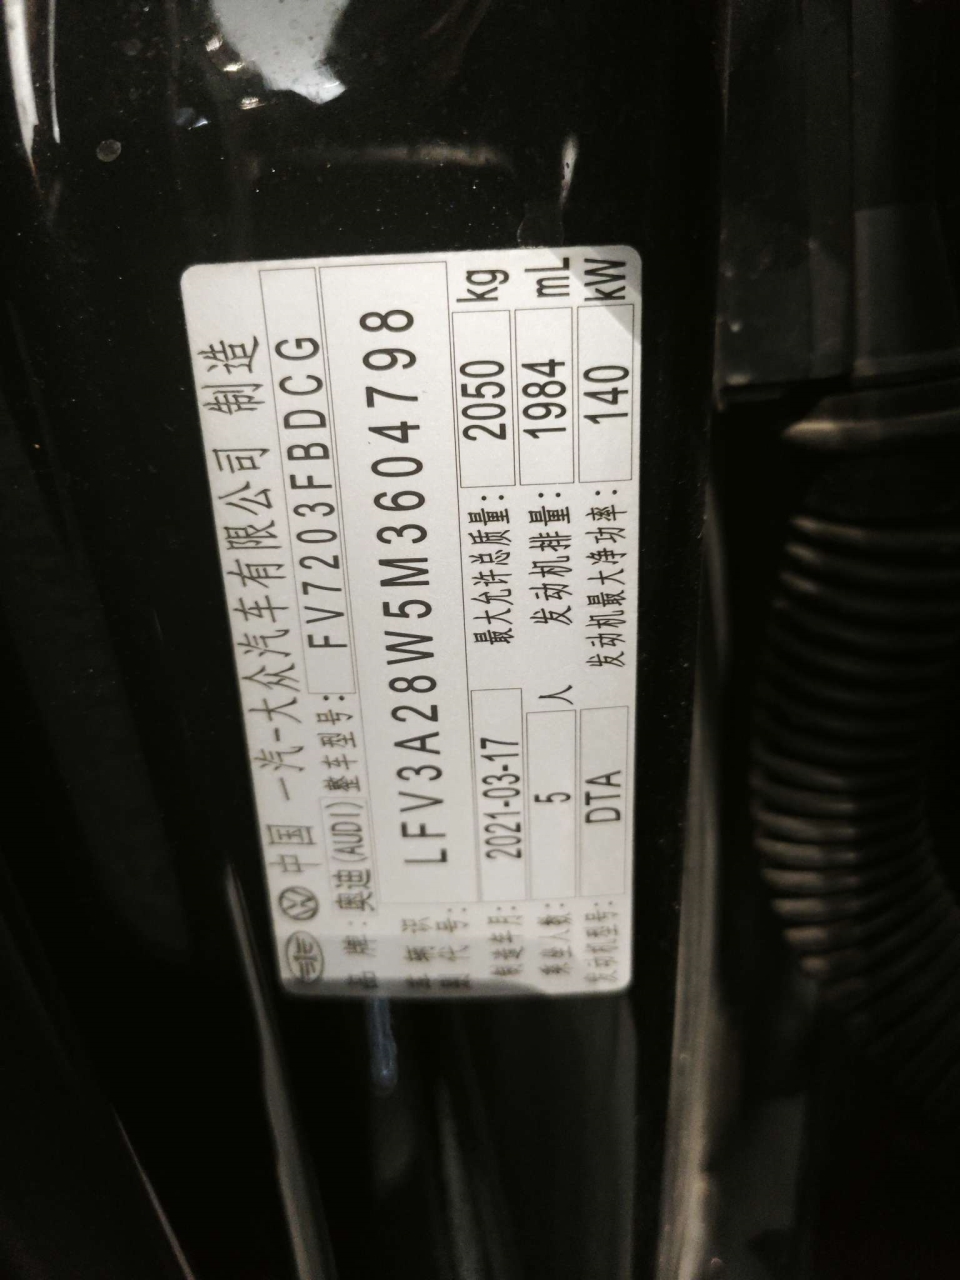 中国 一汽-大众汽车有限公司 制造
品 牌：奥迪(AUDI) 整车型号：FV7203FBDCG
车辆识别代号：LFV3A28W5M3604798
制造年月：2021-03-17 最大允许总质量：2050 kg
乘坐人数：5 人 发动机排量：1984 mL
发动机型号：DTA 发动机最大净功率：140 kW